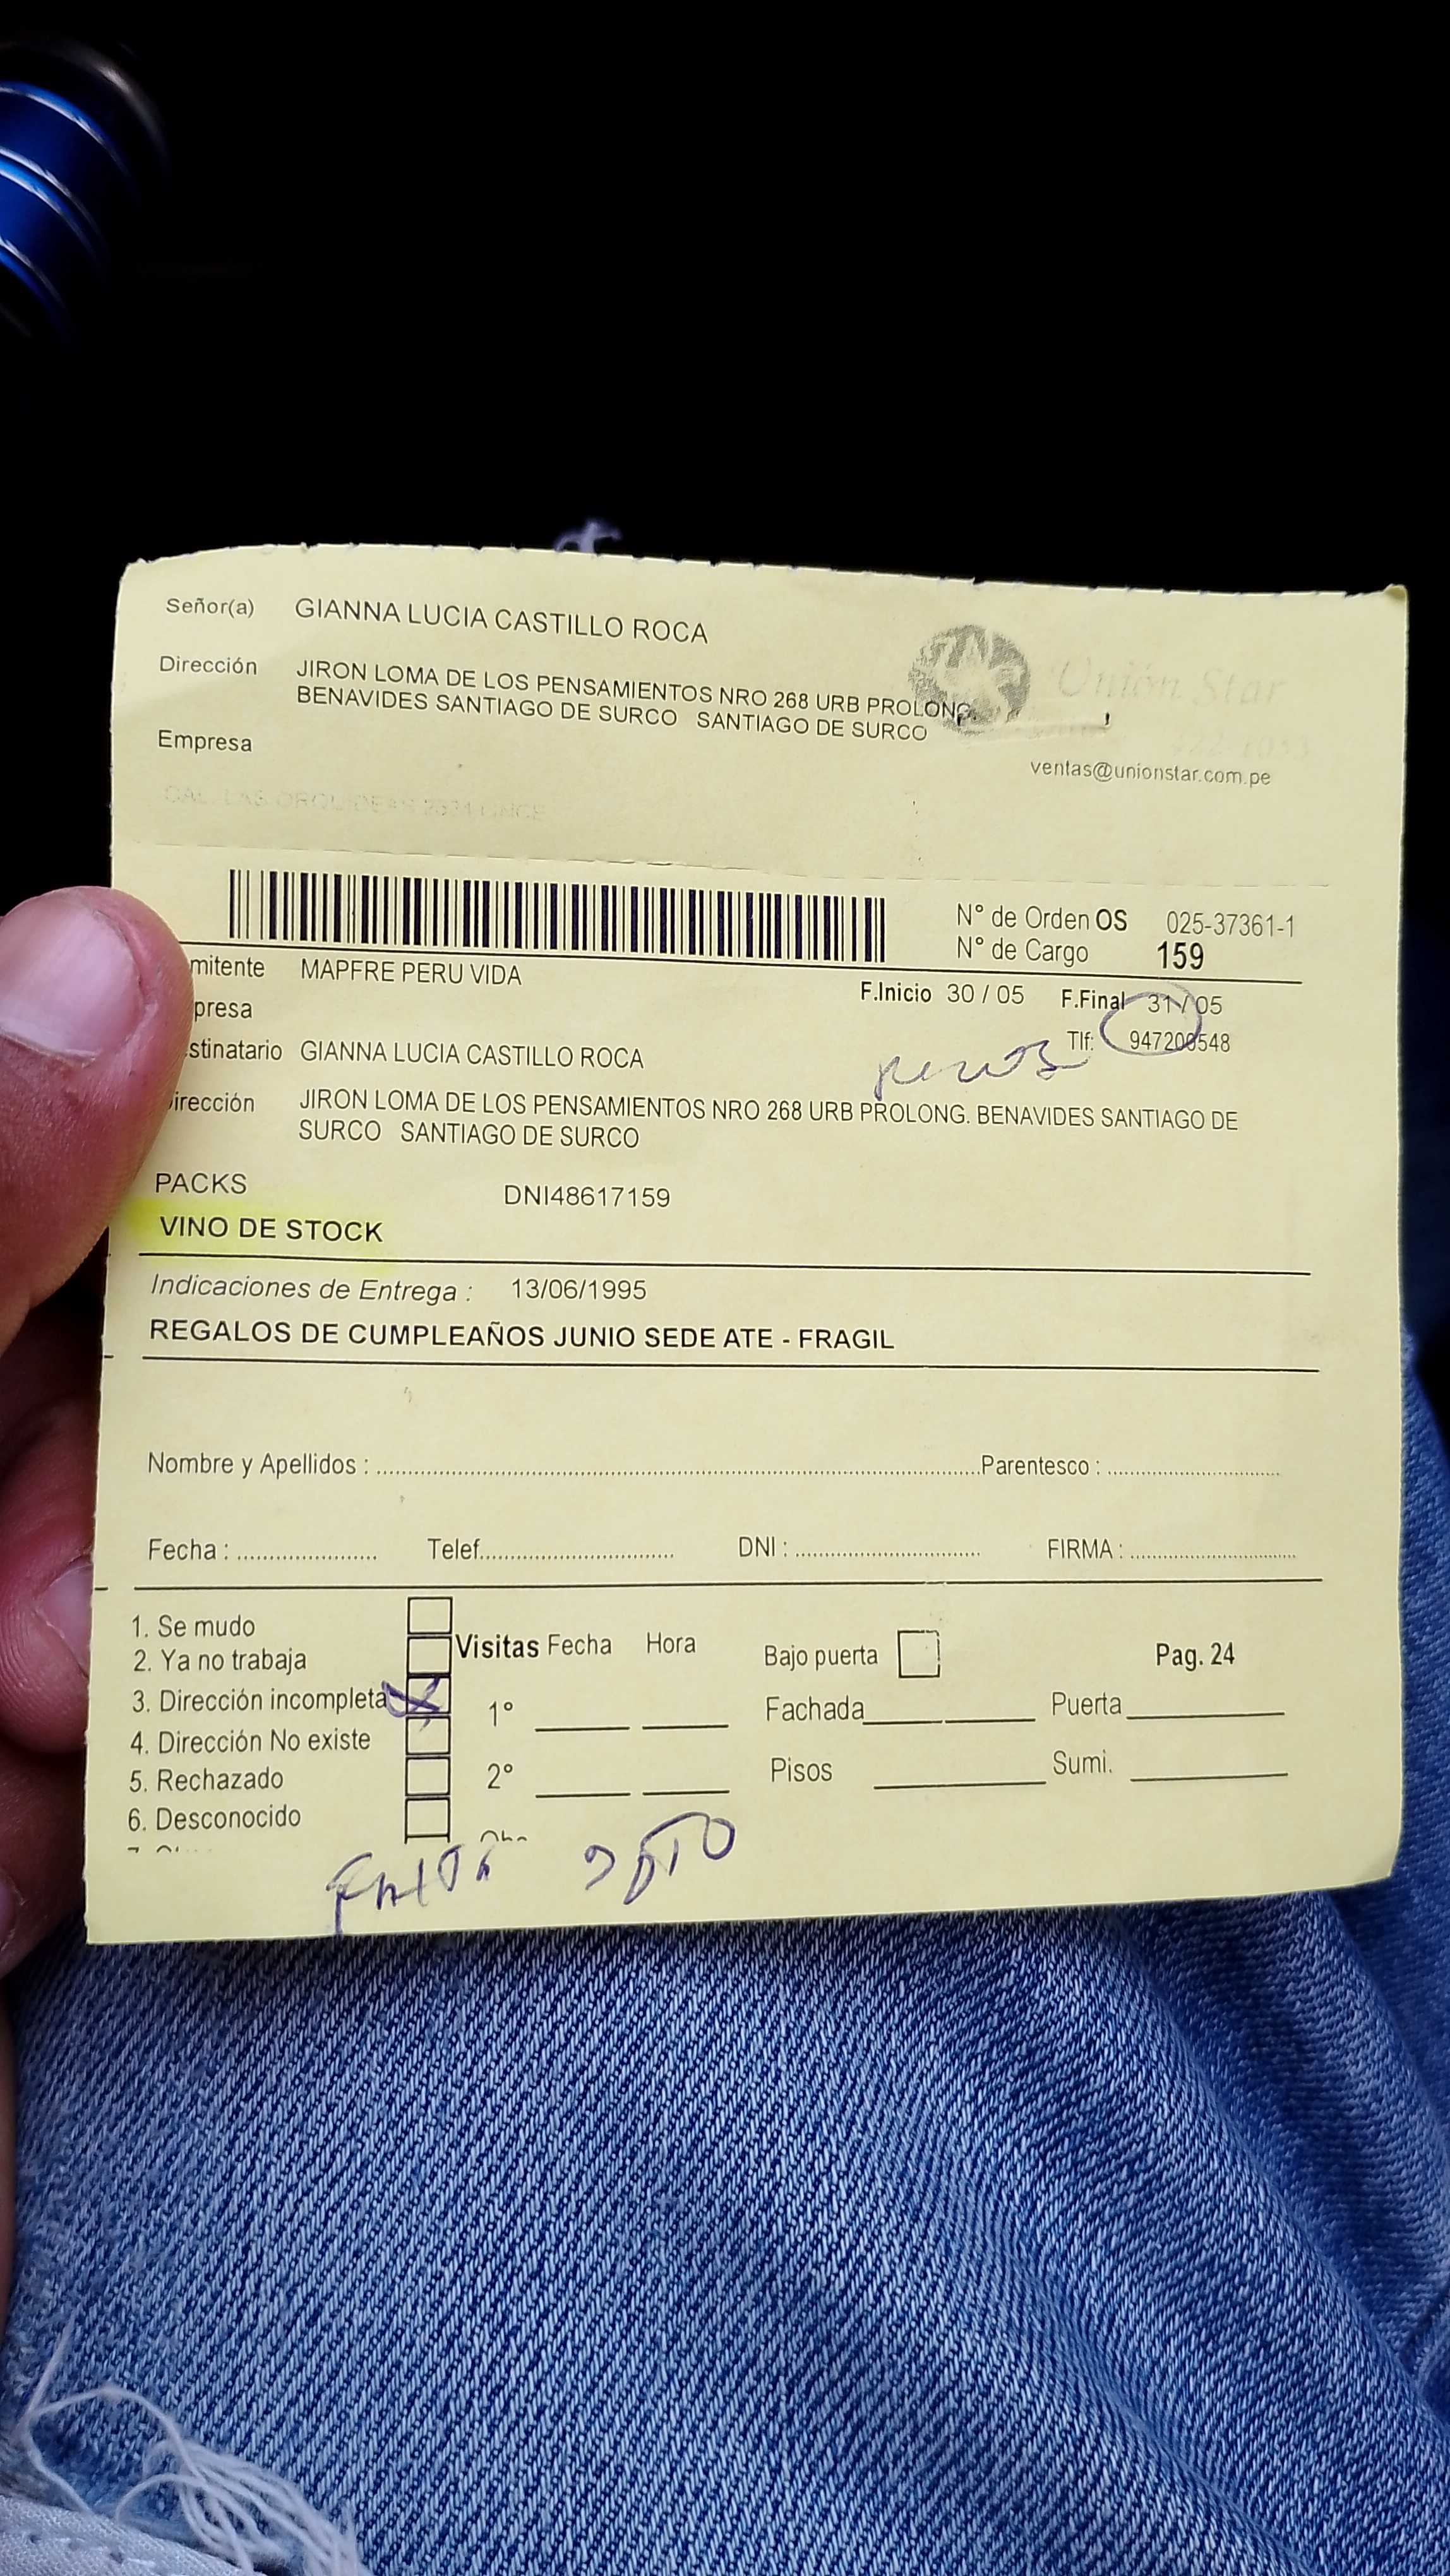 Señor(a) GIANNA LUCIA CASTILLO ROCA
Dirección JIRON LOMA DE LOS PENSAMIENTOS NRO 268 URB PROLONG.
BENAVIDES SANTIAGO DE SURCO SANTIAGO DE SURCO
Unión Star
Empresa
ventas@unionstar.com.pe
N° de Orden OS 025-37361-1
N° de Cargo 159
mitente MAPFRE PERU VIDA
F.Inicio 30 / 05 F.Final 31 / 05
presa
Tlf: 947200548
stinatario GIANNA LUCIA CASTILLO ROCA
irección JIRON LOMA DE LOS PENSAMIENTOS NRO 268 URB PROLONG. BENAVIDES SANTIAGO DE
SURCO SANTIAGO DE SURCO
PACKS DNI48617159
VINO DE STOCK
Indicaciones de Entrega : 13/06/1995
REGALOS DE CUMPLEAÑOS JUNIO SEDE ATE - FRAGIL
Nombre y Apellidos : Parentesco :
Fecha : Telef. DNI : FIRMA :
1. Se mudo
2. Ya no trabaja
3. Dirección incompleta
4. Dirección No existe
5. Rechazado
6. Desconocido
Visitas Fecha Hora
1°
2°
Bajo puerta Pag. 24
Fachada Puerta
Pisos Sumi.